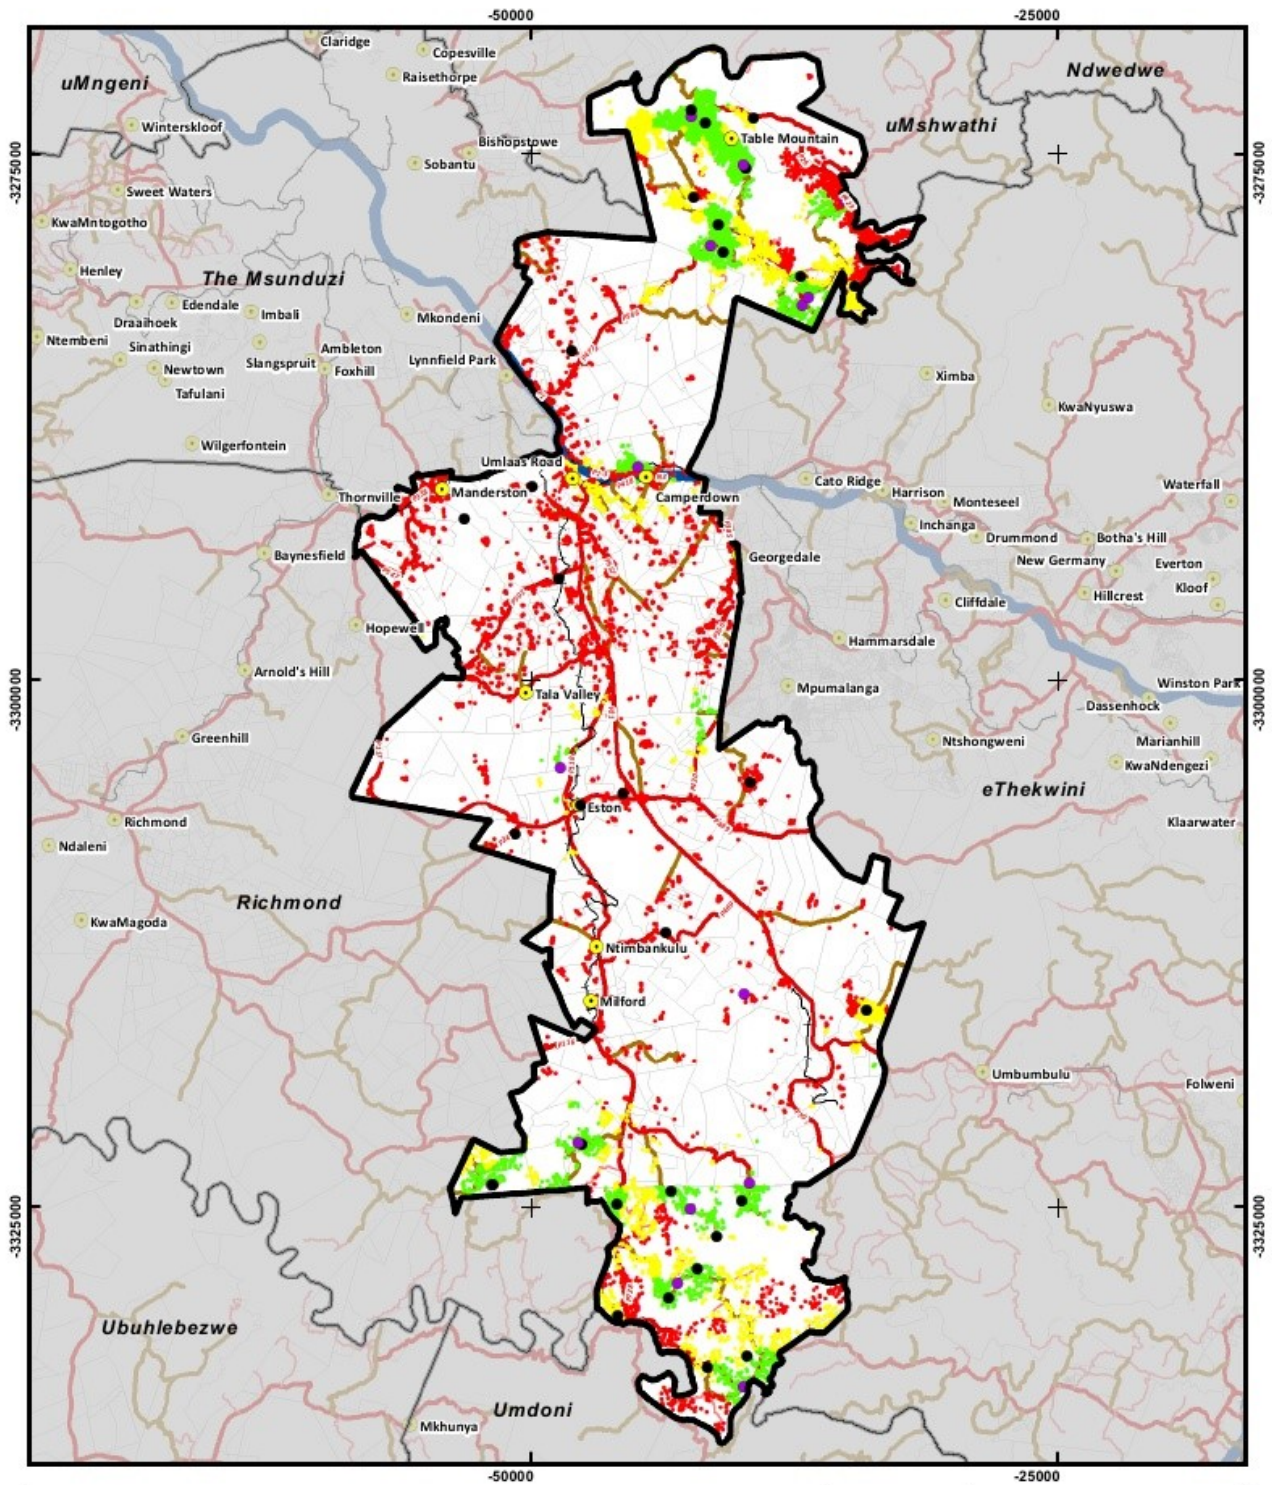 -50000
-25000
Claridge
Copesville
uMngeni
Raisethorpe
Ndwedwe
Winterskloof
uMshwathi
Bishopstowe
Table Mountain
-3275000
-3275000
Sobantu
Sweet Waters
KwaMntogotho
Henley
The Msunduzi
Edendale
Imbali
Mkondeni
Draaihoek
Ntembeni
Sinathingi
Slangspruit
Ambleton
Foxhill
Lynnfield Park
Newtown
Tafulani
Ximba
KwaNyuswa
Wilgerfontein
Umlaas Road
Manderston
Thornville
Camperdown
Cato Ridge
Harrison
Monteseel
Waterfall
Inchanga
Drummond
Botha's Hill
Baynesfield
Georgedale
New Germany
Everton
Kloof
Hillcrest
Cliffdale
Hopewell
Hammarsdale
Arnold's Hill
-3300000
-3300000
Tala Valley
Mpumalanga
Winston Park
Dassenhock
Greenhill
Ntshongweni
Marianhill
KwaNdengezi
eThekwini
Eston
Richmond
Klaarwater
Ndaleni
Richmond
KwaMagoda
Ntimbankulu
Milford
Umbumbulu
Folweni
-3325000
-3325000
Ubuhlebezwe
Umdoni
Mkhunya
-50000
-25000